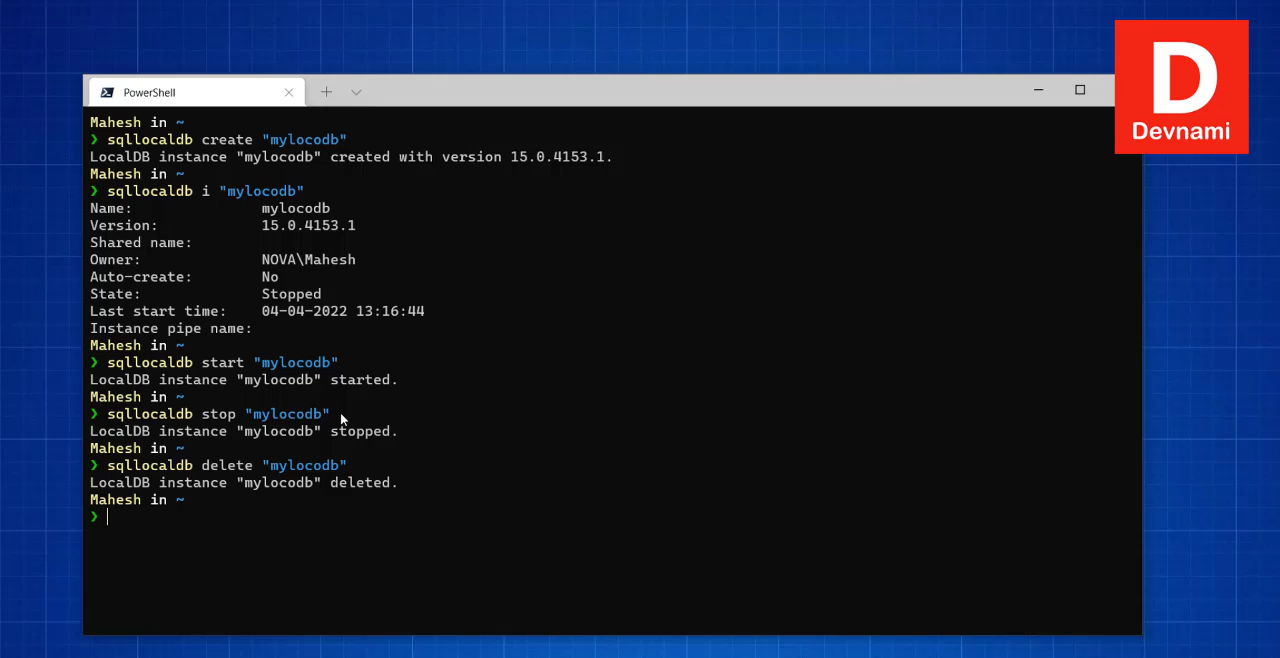 PowerShell
D
Devnami
Mahesh in ~
❯ sqllocaldb create "mylocodb"
LocalDB instance "mylocodb" created with version 15.0.4153.1.
Mahesh in ~
❯ sqllocaldb i "mylocodb"
Name:               mylocodb
Version:            15.0.4153.1
Shared name:
Owner:              NOVA\Mahesh
Auto-create:        No
State:              Stopped
Last start time:    04-04-2022 13:16:44
Instance pipe name:
Mahesh in ~
❯ sqllocaldb start "mylocodb"
LocalDB instance "mylocodb" started.
Mahesh in ~
❯ sqllocaldb stop "mylocodb"
LocalDB instance "mylocodb" stopped.
Mahesh in ~
❯ sqllocaldb delete "mylocodb"
LocalDB instance "mylocodb" deleted.
Mahesh in ~
❯